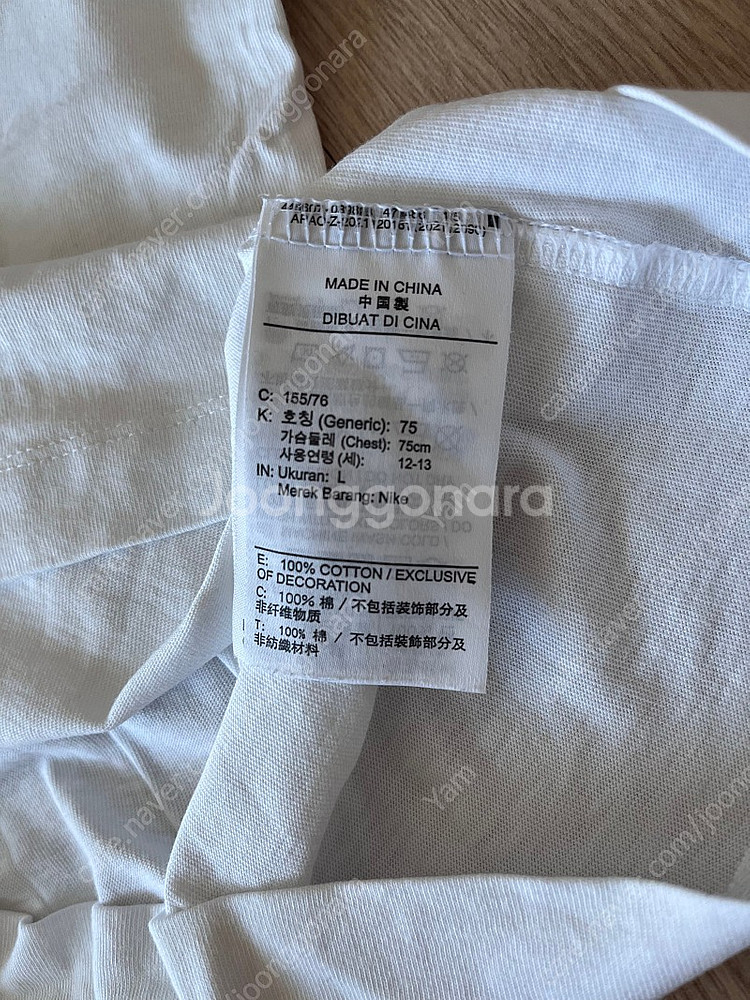 MADE IN CHINA
中国製
DIBUAT DI CINA
C: 155/76
K: 호칭 (Generic): 75
가슴둘레 (Chest): 75cm
사용연령 (세): 12-13
IN: Ukuran: L
Merek Barang: Nike
Joonggonara
E: 100% COTTON / EXCLUSIVE
OF DECORATION
C: 100% 棉 / 不包括装饰部分及
非纤维物质
T: 100% 棉 / 不包括裝飾部分及
非紡織材料
Yam